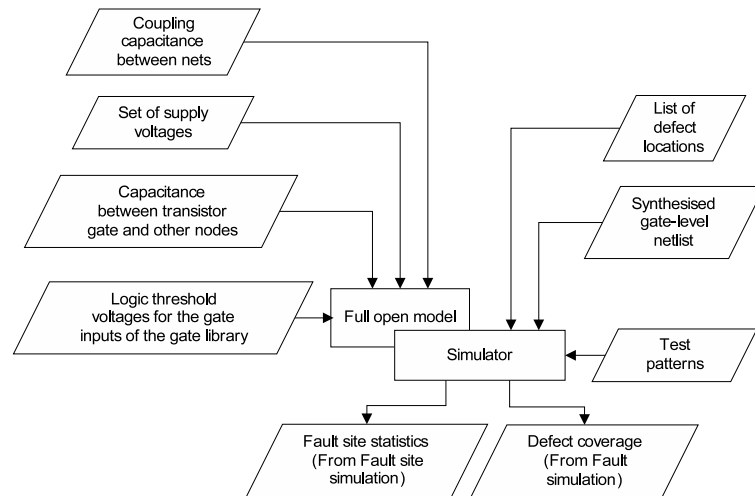 Coupling
capacitance
between nets
Set of supply
voltages
Capacitance
between transistor
gate and other nodes
Logic threshold
voltages for the gate
inputs of the gate library
Full open model
Simulator
List of
defect
locations
Synthesised
gate-level
netlist
Test
patterns
Fault site statistics
(From Fault site
simulation)
Defect coverage
(From Fault
simulation)